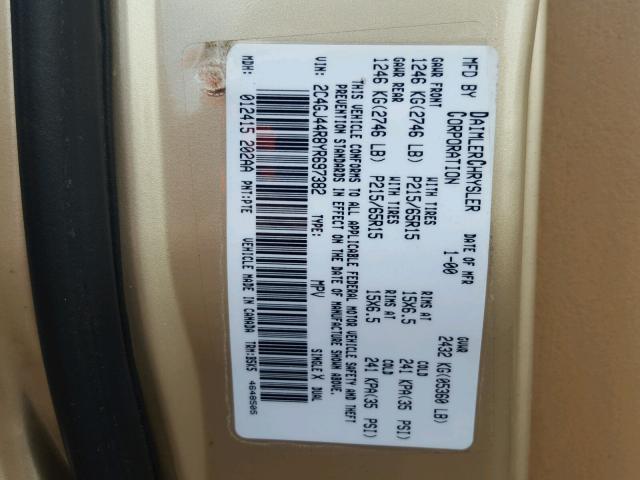 MFD BY DAIMLERCHRYSLER CORPORATION
DATE OF MFR 1-00
GVWR 2432 KG(05360 LB)
GAWR FRONT WITH TIRES RIMS AT COLD
1246 KG(2746 LB) P215/65R15 15X6.5 241 KPA(35 PSI)
GAWR REAR WITH TIRES RIMS AT COLD
1246 KG(2746 LB) P215/65R15 15X6.5 241 KPA(35 PSI)
THIS VEHICLE CONFORMS TO ALL APPLICABLE FEDERAL MOTOR VEHICLE SAFETY AND THEFT
PREVENTION STANDARDS IN EFFECT ON THE DATE OF MANUFACTURE SHOWN ABOVE.
VIN: 2C4GJ44R8YR697382 TYPE: MPV SINGLE X DUAL
MDH: 012415 202AA PNT:PTE VEHICLE MADE IN CANADA TRM:B5K5 4648505